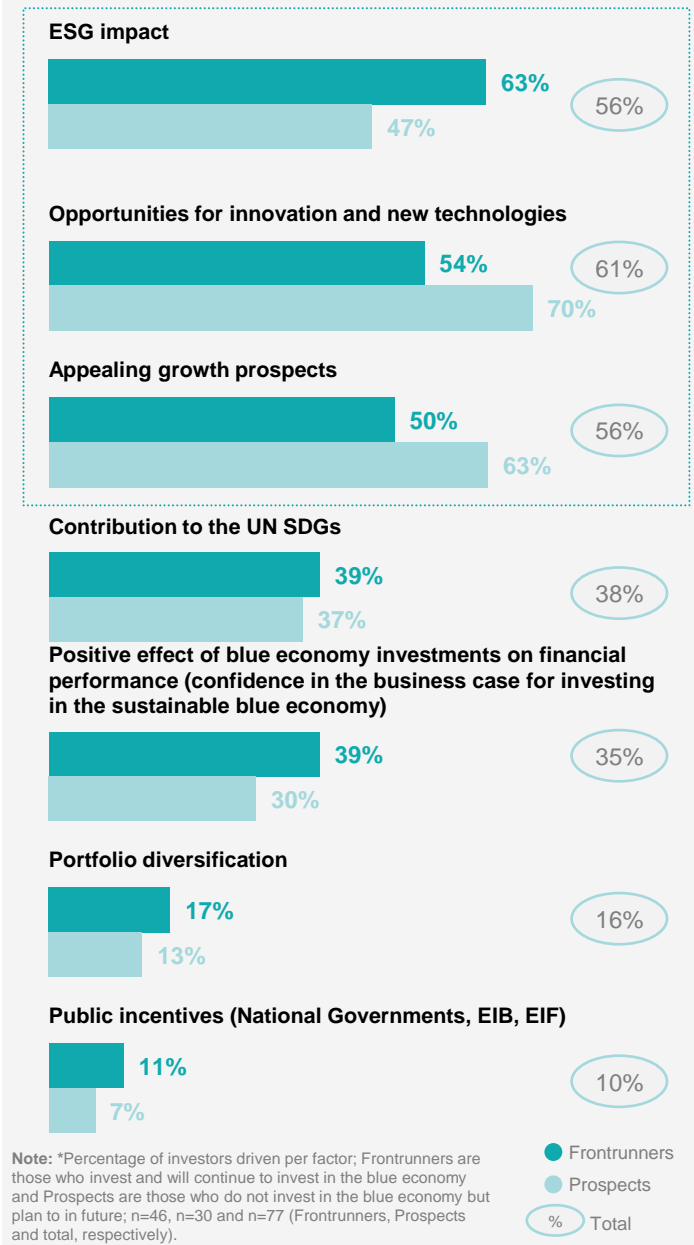 ESG impact
63%
56%
47%
Opportunities for innovation and new technologies
54%
61%
70%
Appealing growth prospects
50%
56%
63%
Contribution to the UN SDGs
39%
38%
37%
Positive effect of blue economy investments on financial
performance (confidence in the business case for investing
in the sustainable blue economy)
39%
35%
30%
Portfolio diversification
17%
16%
13%
Public incentives (National Governments, EIB, EIF)
11%
10%
7%
Note: *Percentage of investors driven per factor; Frontrunners are
those who invest and will continue to invest in the blue economy
and Prospects are those who do not invest in the blue economy but
plan to in future; n=46, n=30 and n=77 (Frontrunners, Prospects
and total, respectively).
Frontrunners
Prospects
% Total